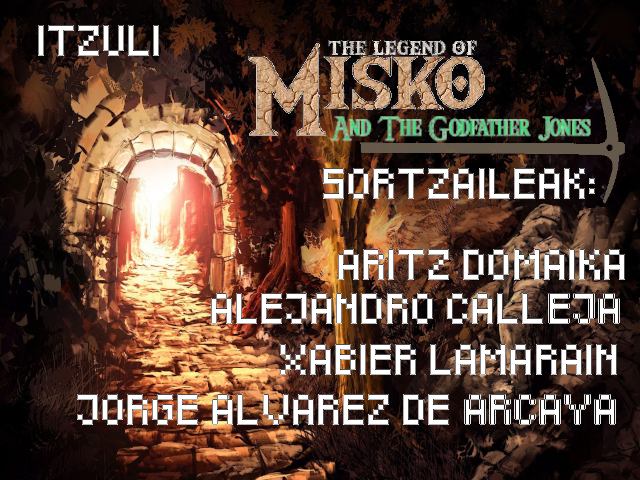 ITZULI
THE LEGEND OF
MISKO
AND THE GODFATHER JONES
SORTZAILEAK:
ARITZ DOMAIKA
ALEJANDRO CALLEJA
XABIER LAMARAIN
JORGE ALVAREZ DE ARCAYA